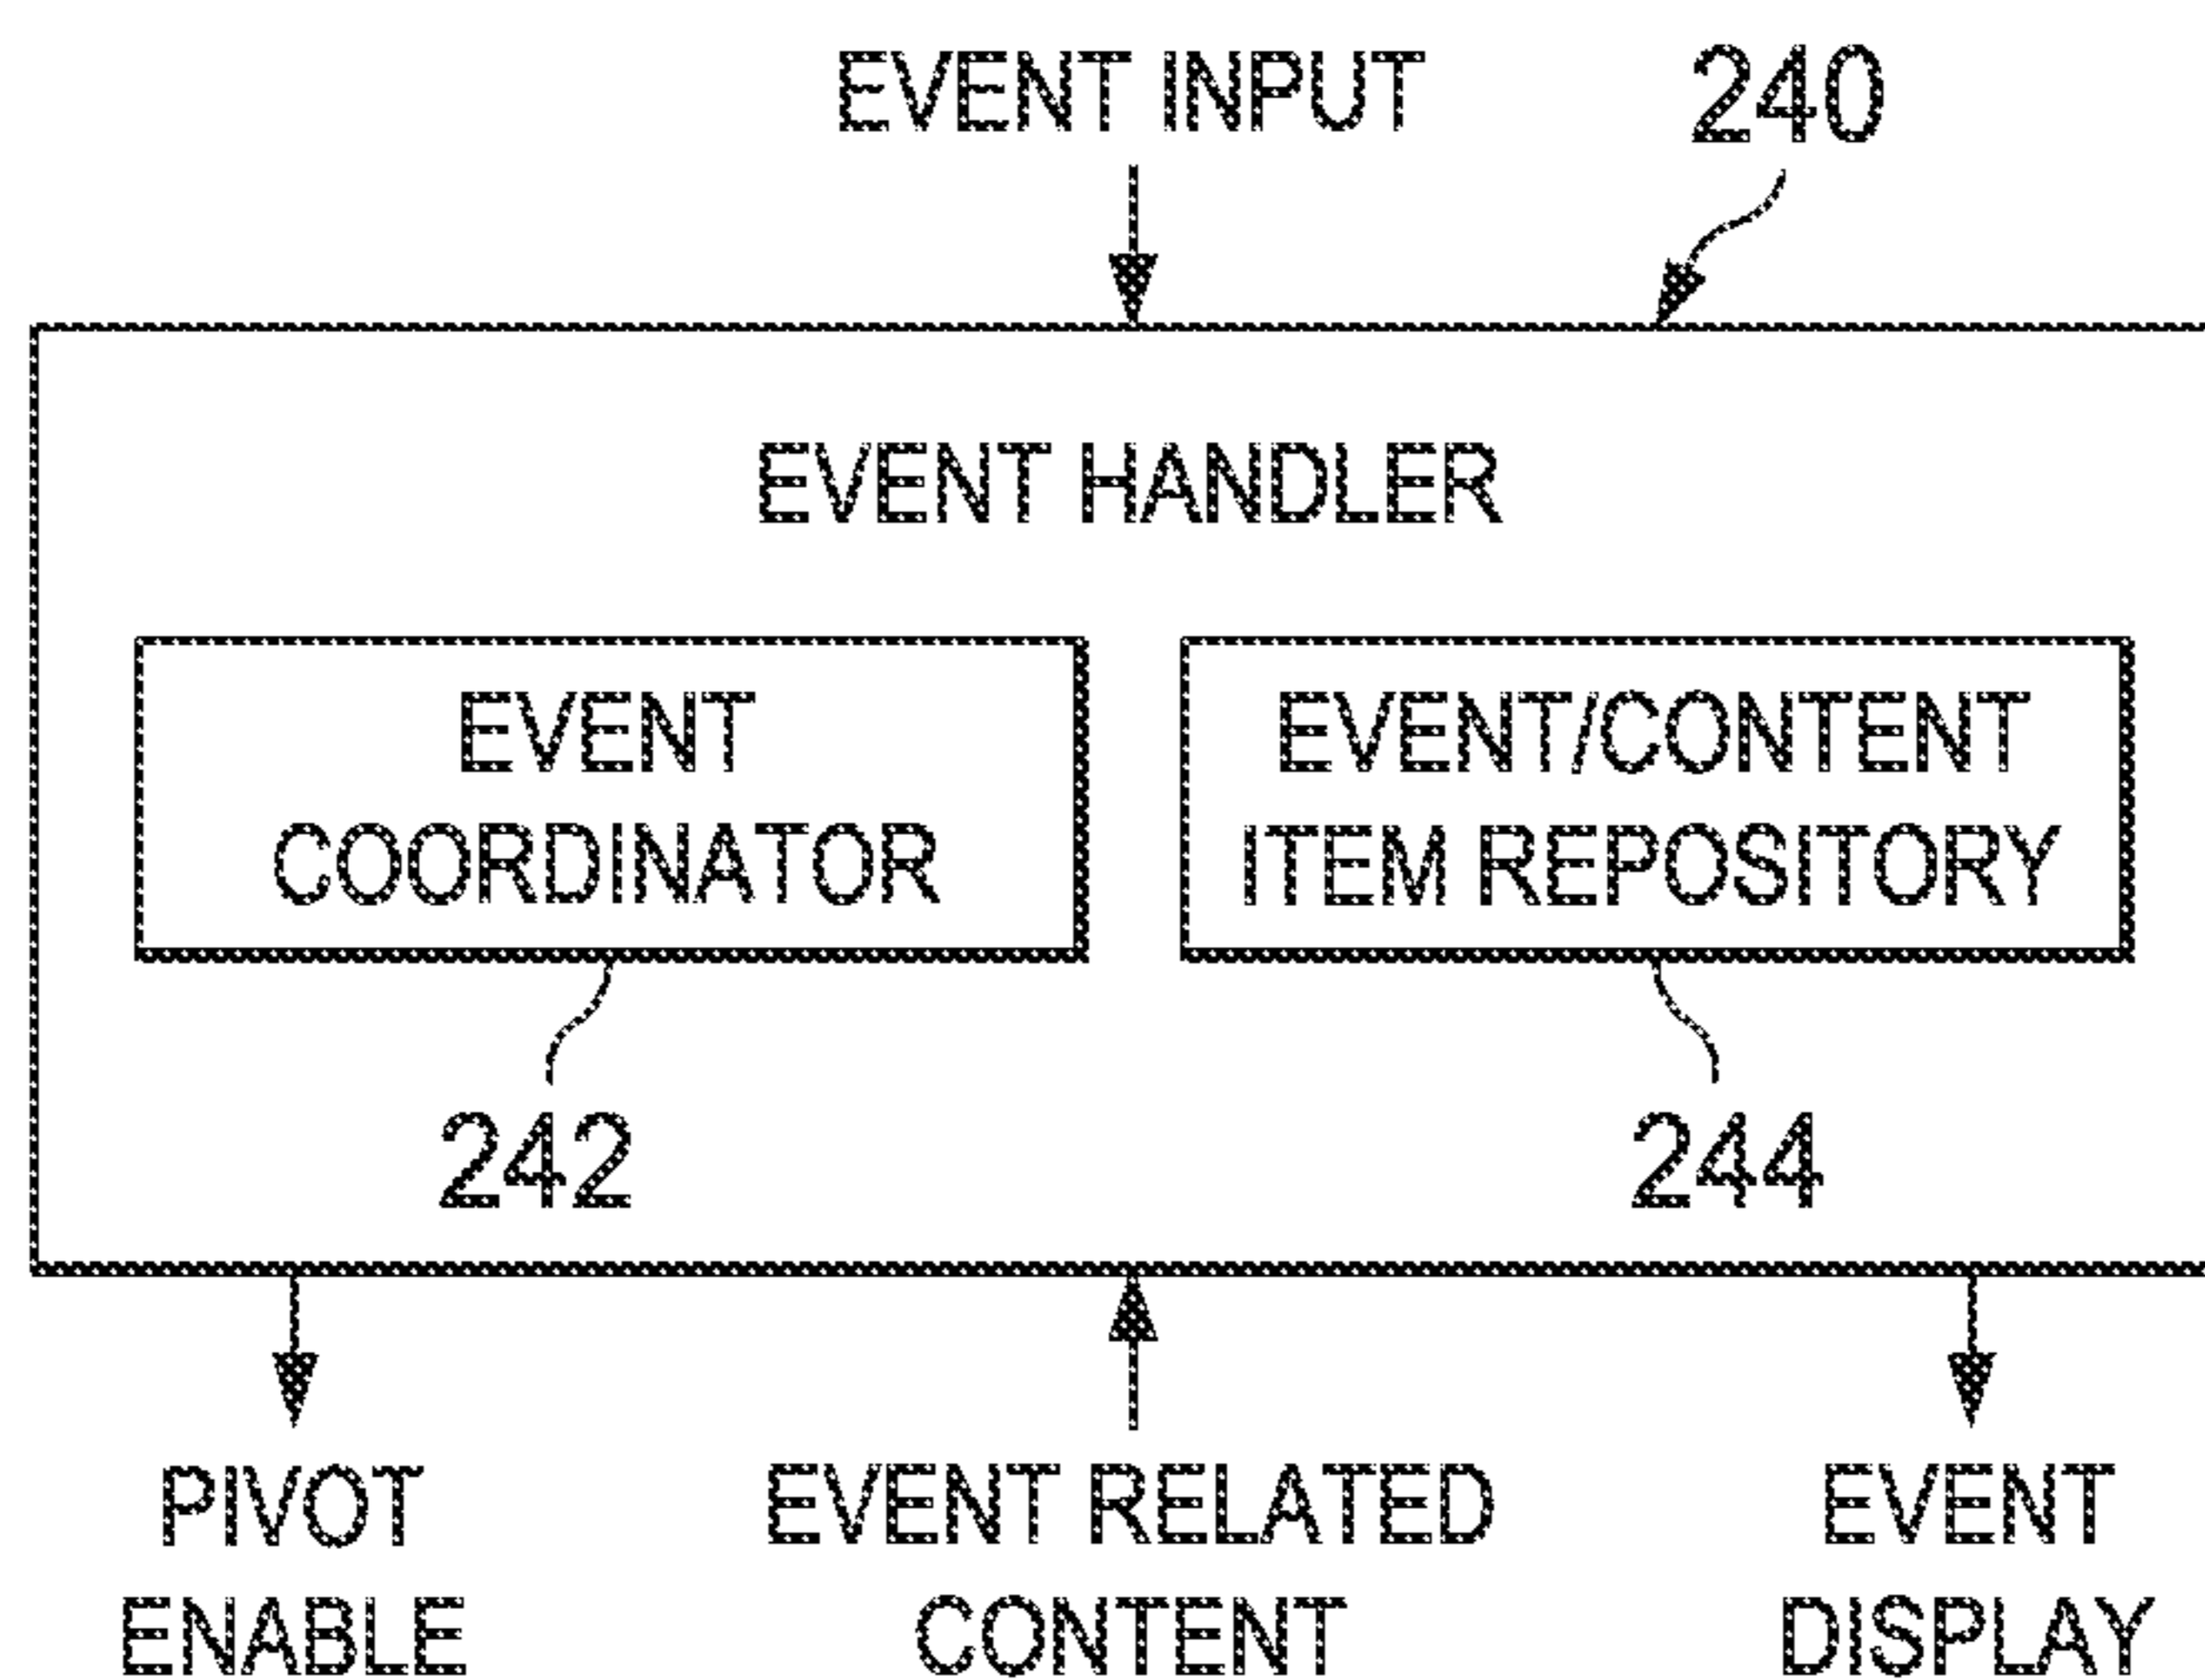 EVENT INPUT
240
EVENT HANDLER
EVENT
COORDINATOR
EVENT/CONTENT
ITEM REPOSITORY
242
244
PIVOT
ENABLE
EVENT RELATED
CONTENT
EVENT
DISPLAY